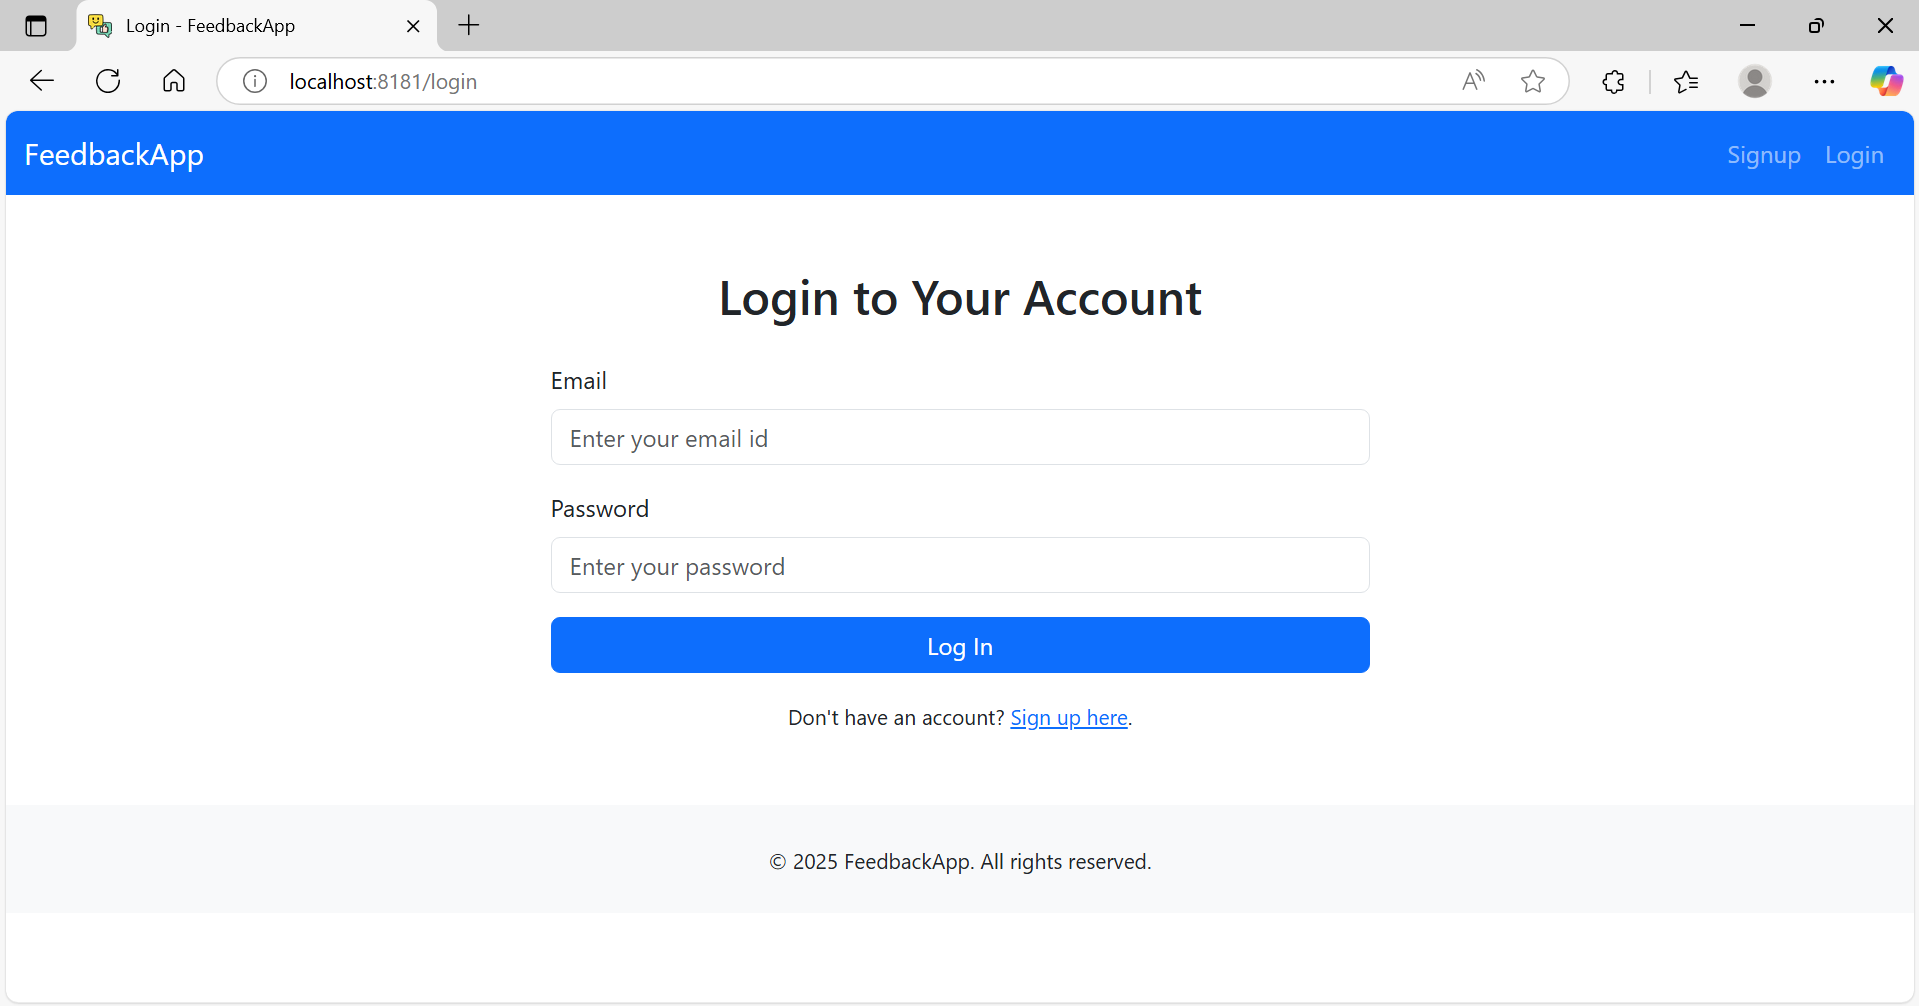 Login - FeedbackApp
localhost:8181/login
FeedbackApp
Signup
Login
Login to Your Account
Email
Enter your email id
Password
Enter your password
Log In
Don't have an account? Sign up here.
© 2025 FeedbackApp. All rights reserved.